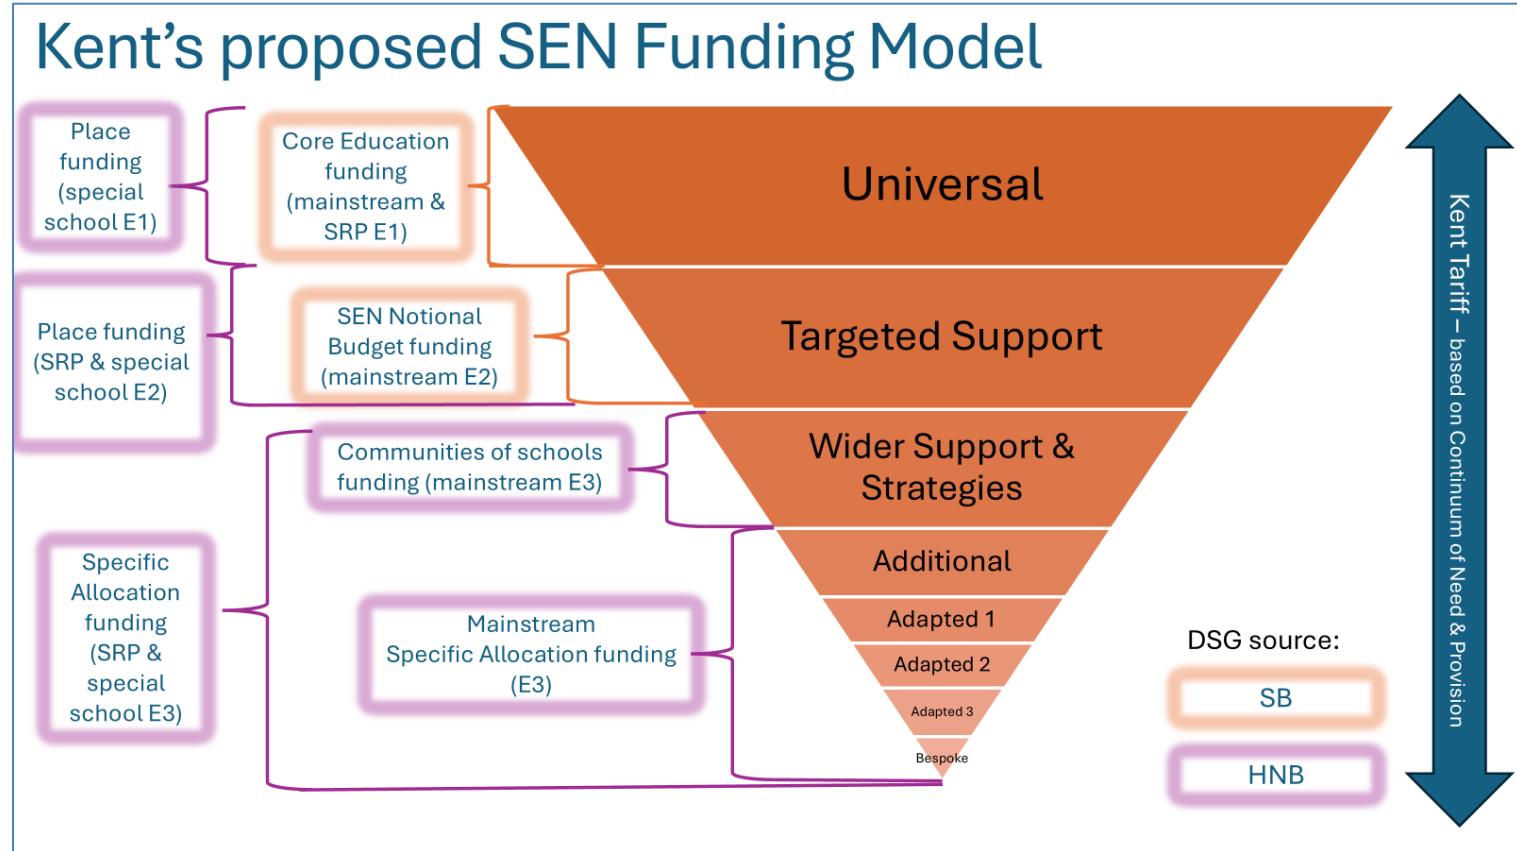 Kent's proposed SEN Funding Model
Place
funding
(special
school E1)
Core Education
funding
(mainstream &
SRP E1)
Universal
Place funding
(SRP & special
school E2)
SEN Notional
Budget funding
(mainstream E2)
Targeted Support
Communities of schools
funding (mainstream E3)
Wider Support &
Strategies
Specific
Allocation
funding
(SRP &
special
school E3)
Mainstream
Specific Allocation funding
(E3)
Additional
Adapted 1
Adapted 2
Adapted 3
Bespoke
DSG source:
SB
HNB
Kent Tariff – based on Continuum of Need & Provision